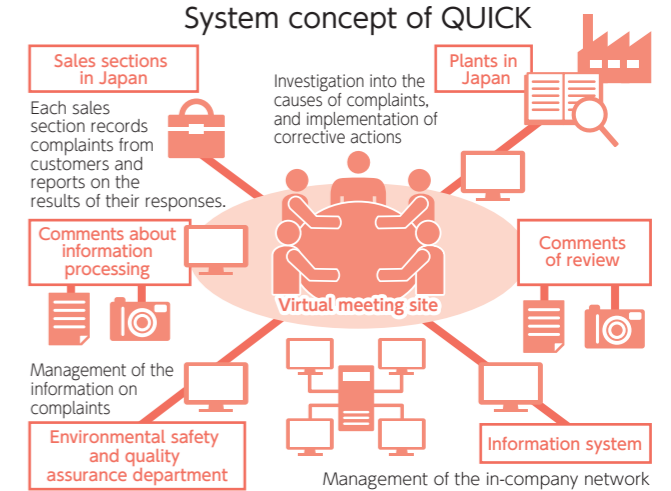 System concept of QUICK
Sales sections
in Japan
Each sales
section records
complaints from
customers and
reports on the
results of their responses.
Investigation into the
causes of complaints,
and implementation of
corrective actions
Plants in
Japan
Comments about
information
processing
Virtual meeting site
Comments
of review
Management of the
information on
complaints
Environmental safety
and quality
assurance department
Information system
Management of the in-company network